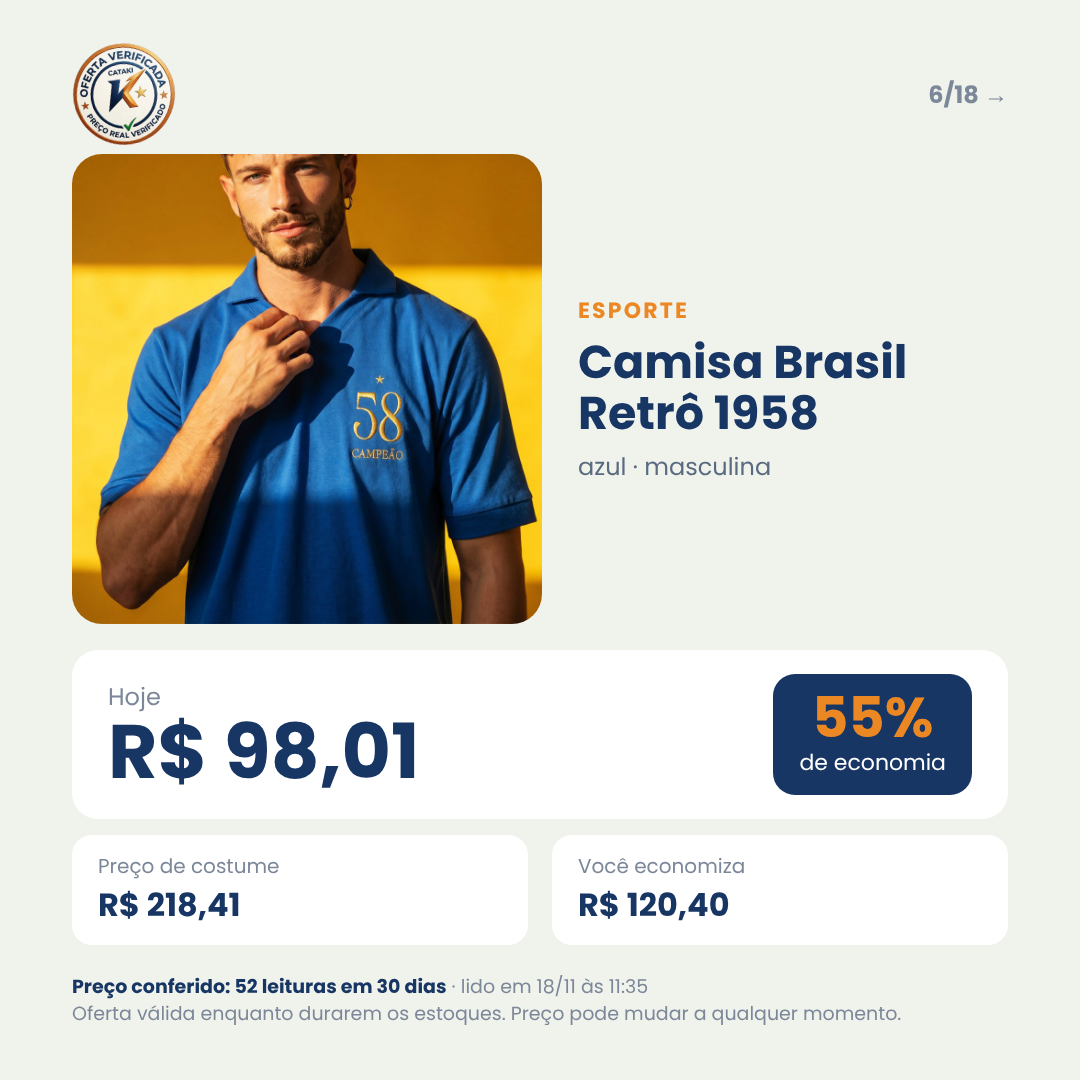 OFERTA VERIFICADA
CATAKI
K
PREÇO REAL VERIFICADO
6/18 →
58
CAMPEÃO
ESPORTE
Camisa Brasil
Retrô 1958
azul · masculina
Hoje
R$ 98,01
55%
de economia
Preço de costume
R$ 218,41
Você economiza
R$ 120,40
Preço conferido: 52 leituras em 30 dias · lido em 18/11 às 11:35
Oferta válida enquanto durarem os estoques. Preço pode mudar a qualquer momento.